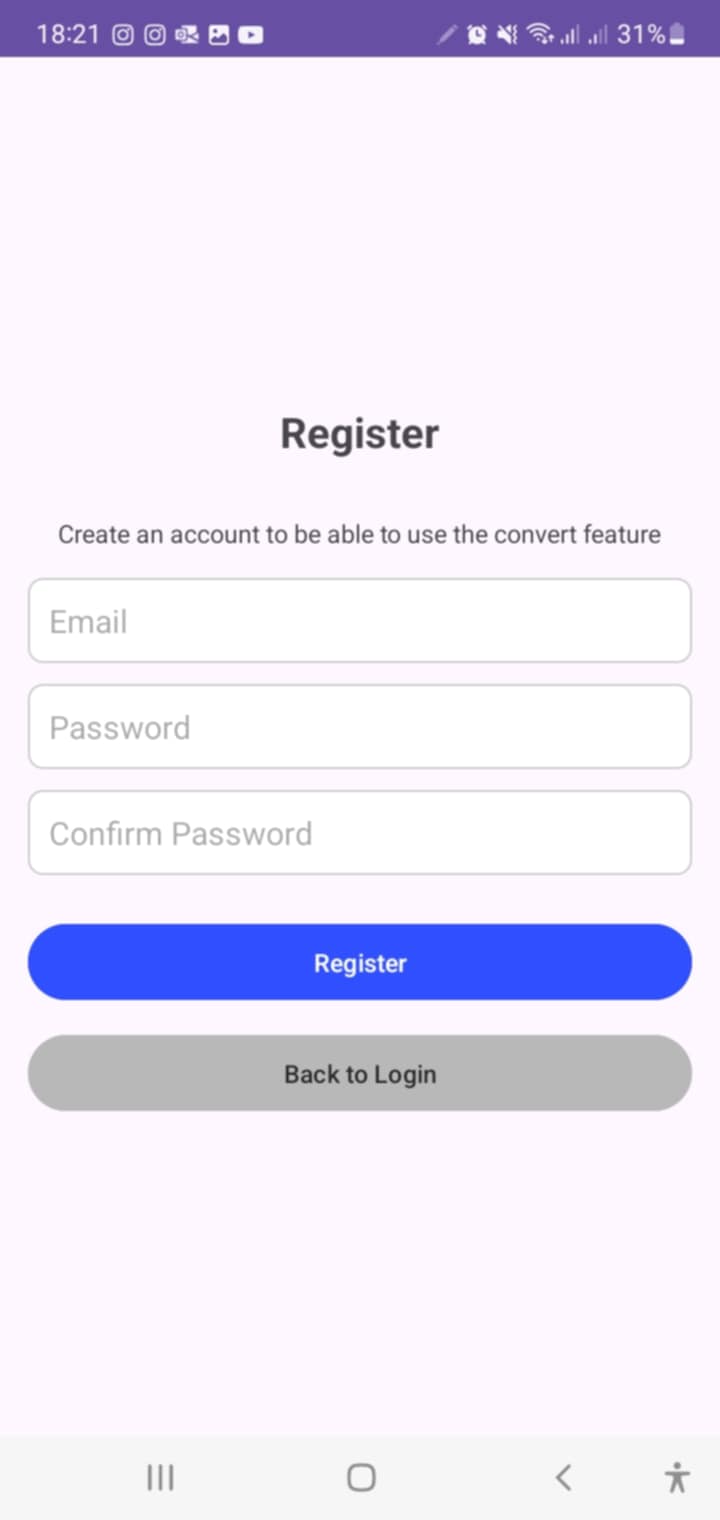 18:21
31%
Register
Create an account to be able to use the convert feature
Email
Password
Confirm Password
Register
Back to Login